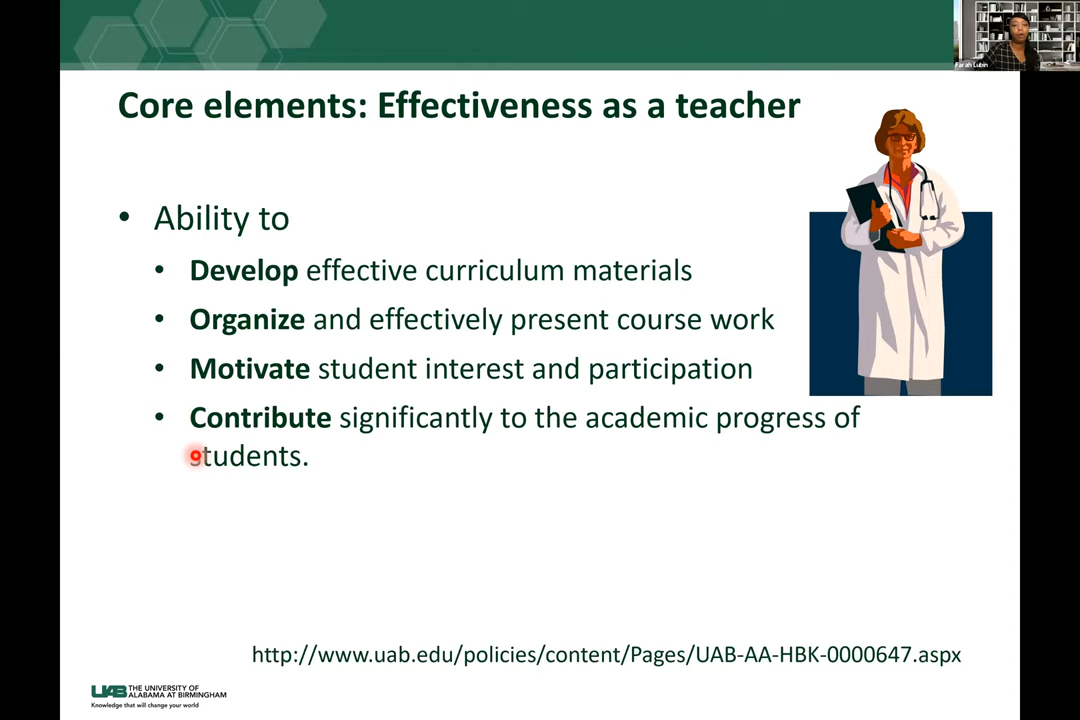 Farah Lubin
Core elements: Effectiveness as a teacher
• Ability to
• Develop effective curriculum materials
• Organize and effectively present course work
• Motivate student interest and participation
• Contribute significantly to the academic progress of
students.
http://www.uab.edu/policies/content/Pages/UAB-AA-HBK-0000647.aspx
UAB THE UNIVERSITY OF
ALABAMA AT BIRMINGHAM
Knowledge that will change your world